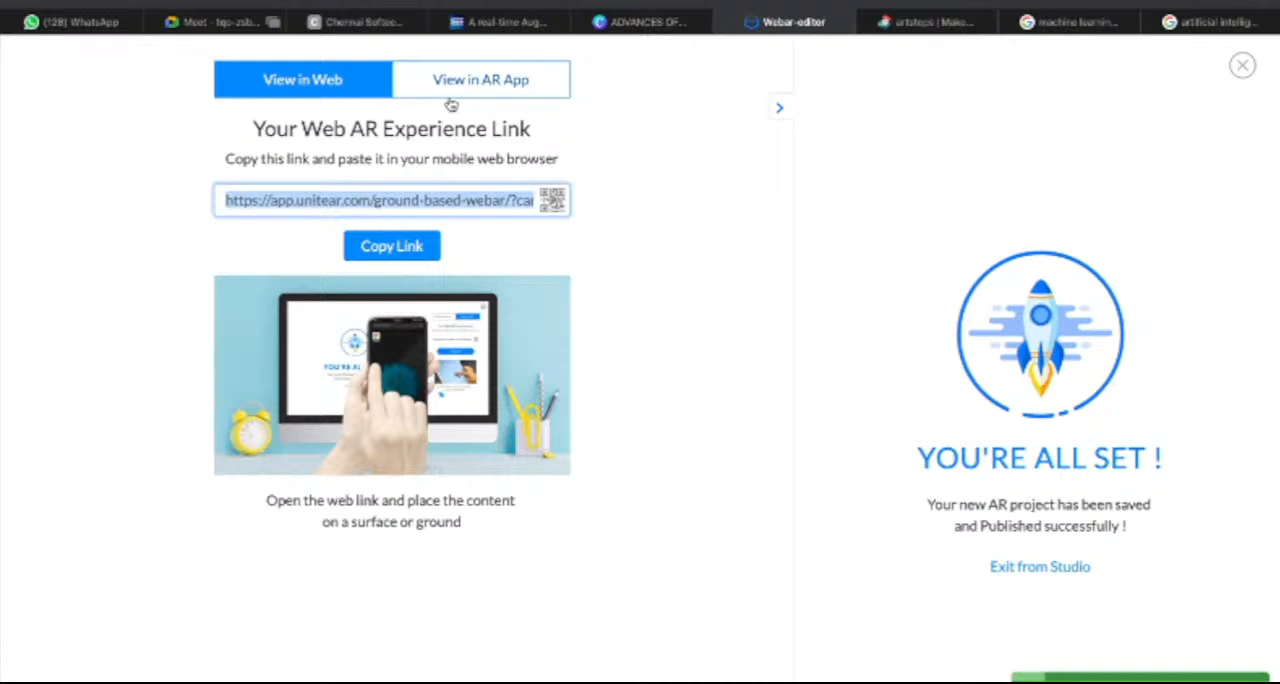 (128) WhatsApp
Meet - tqo-zsb...
Chennai Softec...
A real-time Aug...
ADVANCES OF...
Webar-editor
artsteps | Make...
machine learnin...
artificial intellig...
View in Web
View in AR App
Your Web AR Experience Link
Copy this link and paste it in your mobile web browser
https://app.unitear.com/ground-based-webar/?ca
Copy Link
Open the web link and place the content
on a surface or ground
YOU'RE ALL SET !
Your new AR project has been saved
and Published successfully !
Exit from Studio